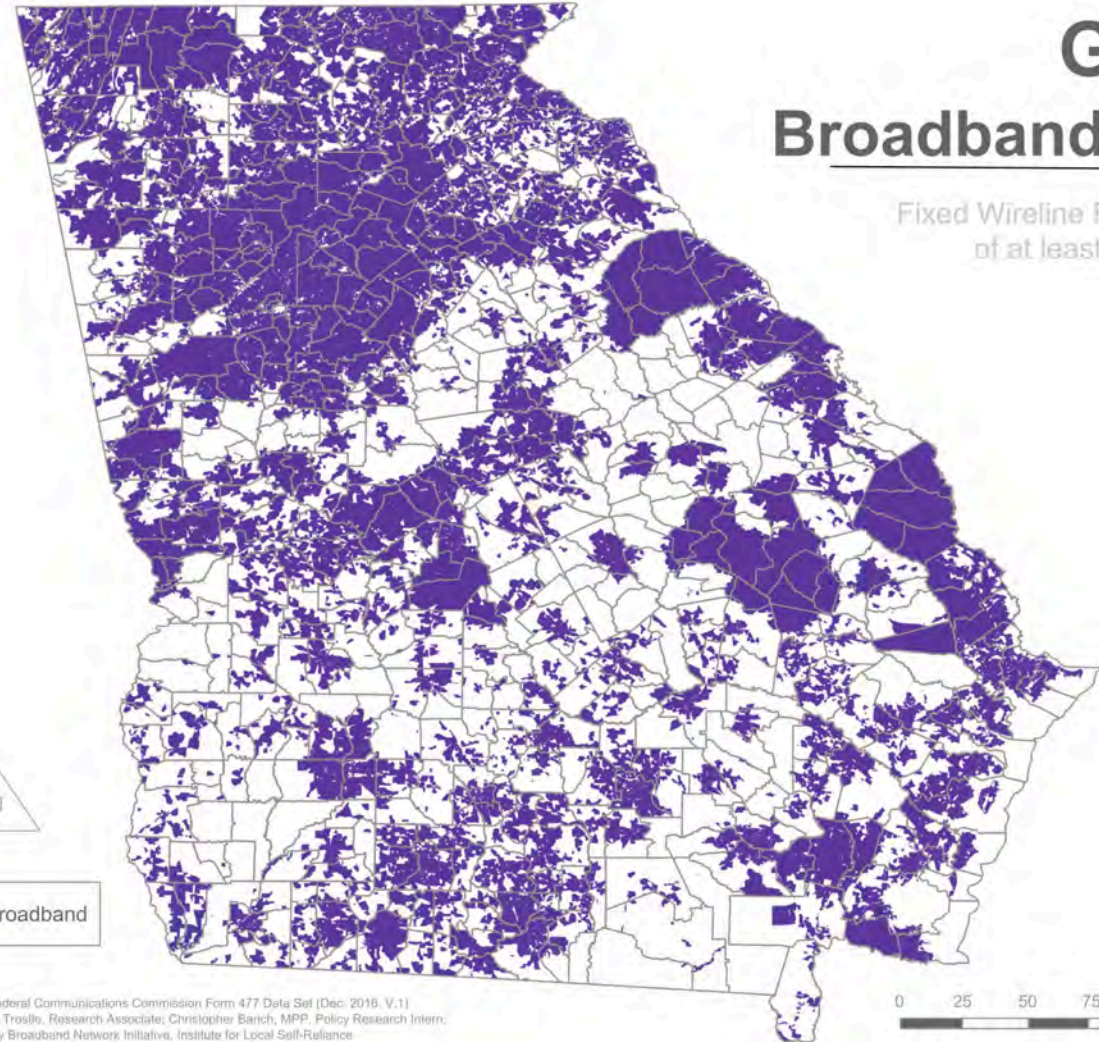 G
Broadband
Fixed Wireline F
of at least
roadband
ederal Communications Commission Form 477 Data Set (Dec. 2016, V.1)
Trostle, Research Associate; Christopher Barich, MPP, Policy Research Intern,
y Broadband Network Initiative, Institute for Local Self-Reliance
0 25 50 75